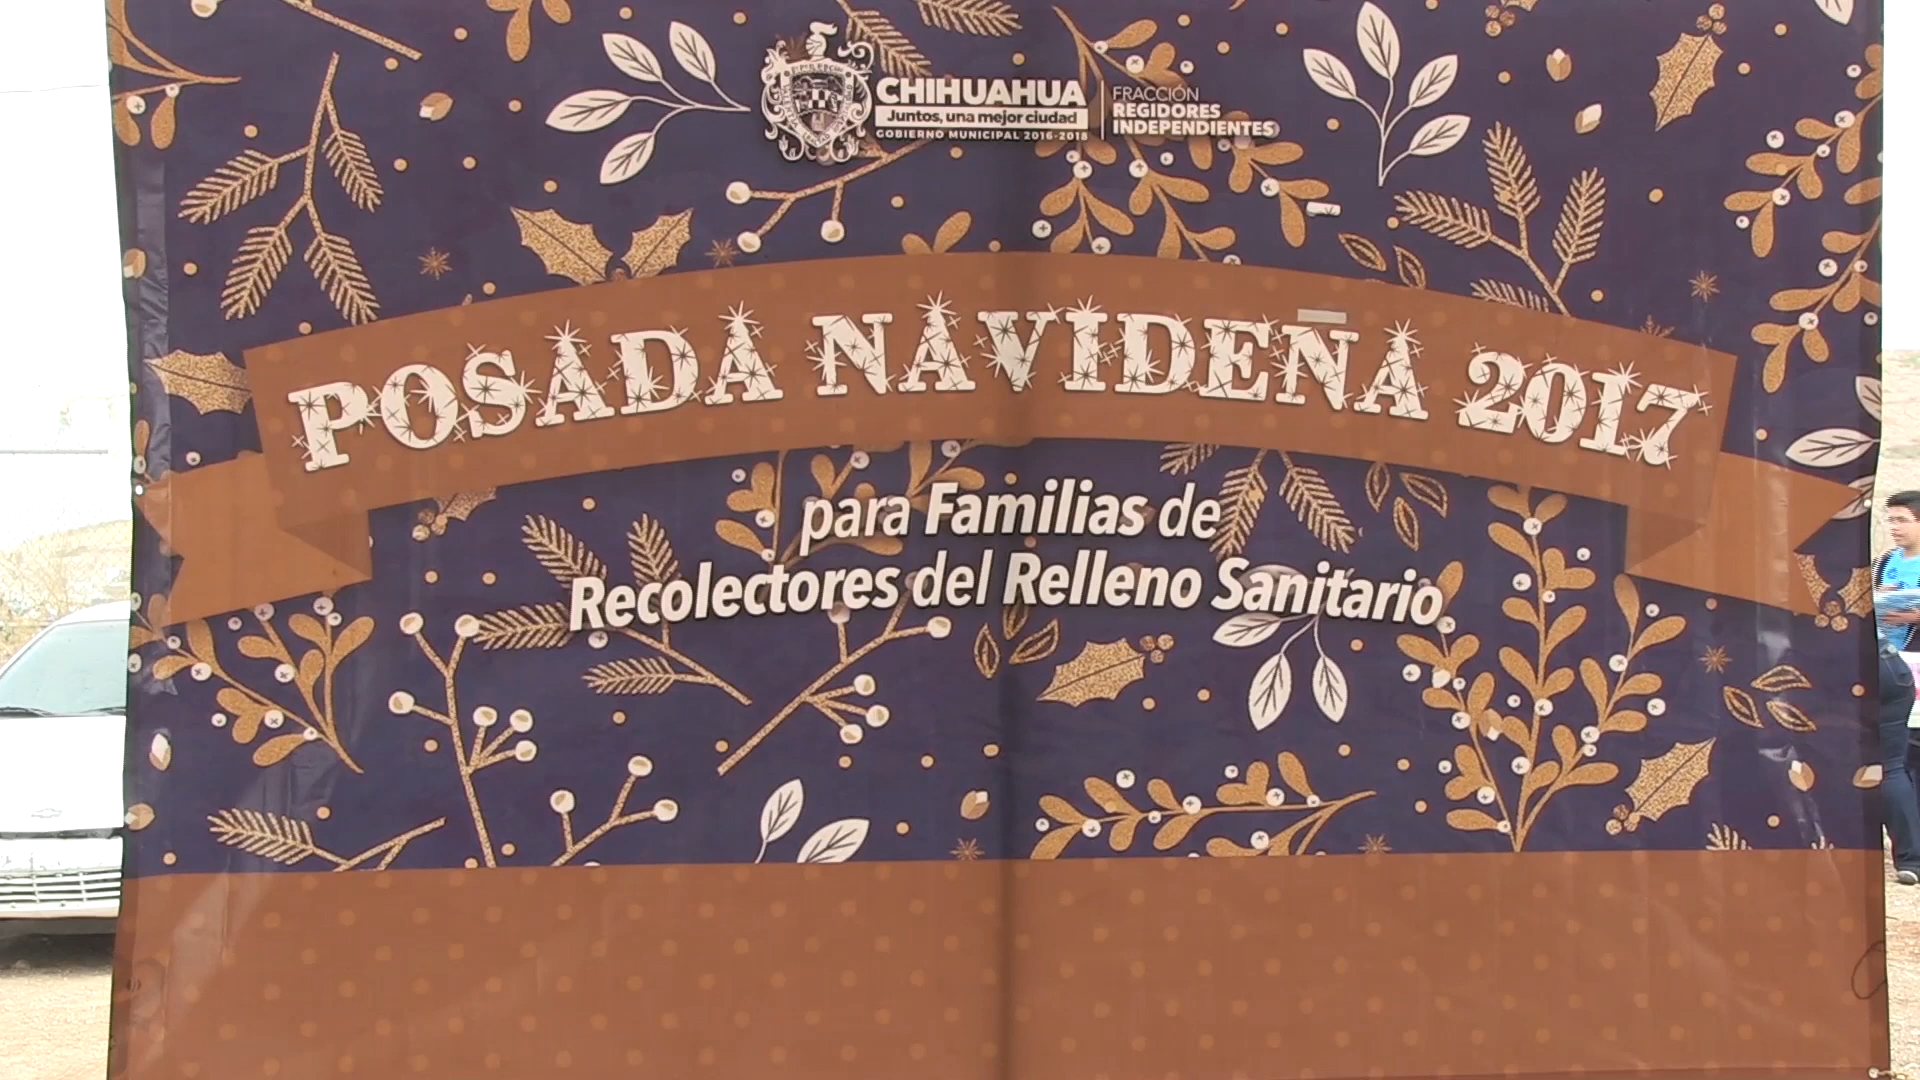 CHIHUAHUA
Juntos, una mejor ciudad
GOBIERNO MUNICIPAL 2016-2018
FRACCIÓN
REGIDORES
INDEPENDIENTES
POSADA NAVIDEÑA 2017
para Familias de
Recolectores del Relleno Sanitario